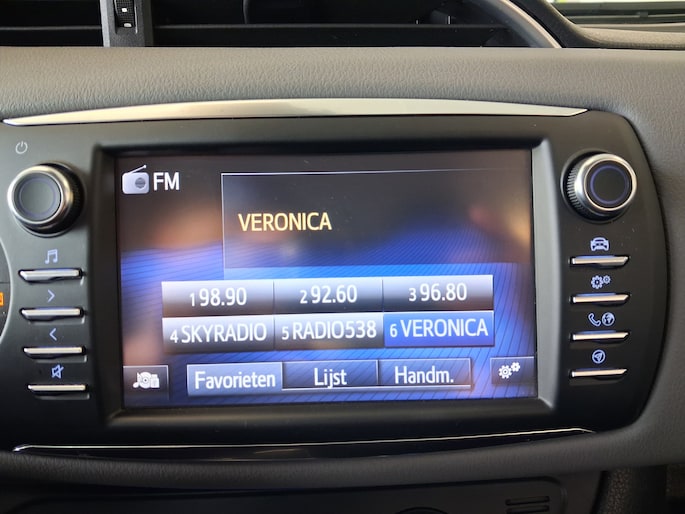 FM
VERONICA
1 98.90 2 92.60 3 96.80
4 SKYRADIO 5 RADIO538 6 VERONICA
Favorieten Lijst Handm.